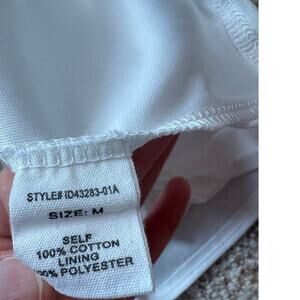 STYLE# ID43283-01A
SIZE: M
SELF
100% COTTON
LINING
POLYESTER